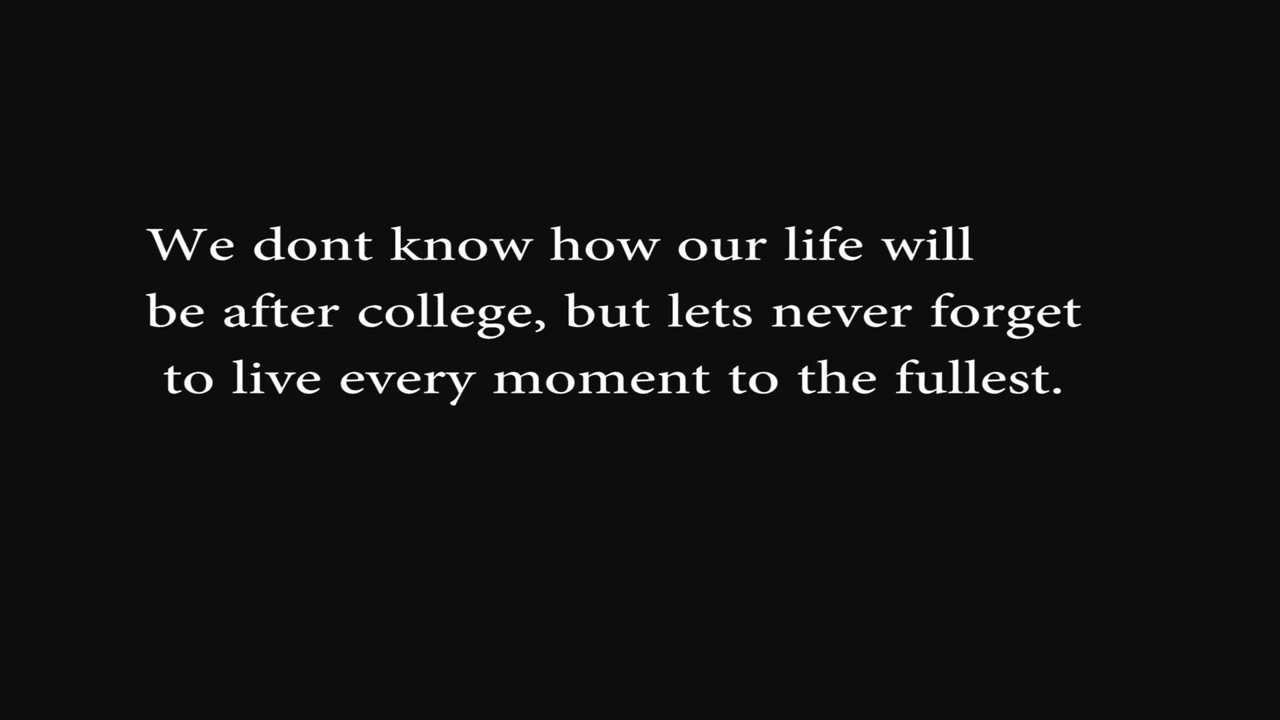 We dont know how our life will
be after college, but lets never forget
to live every moment to the fullest.